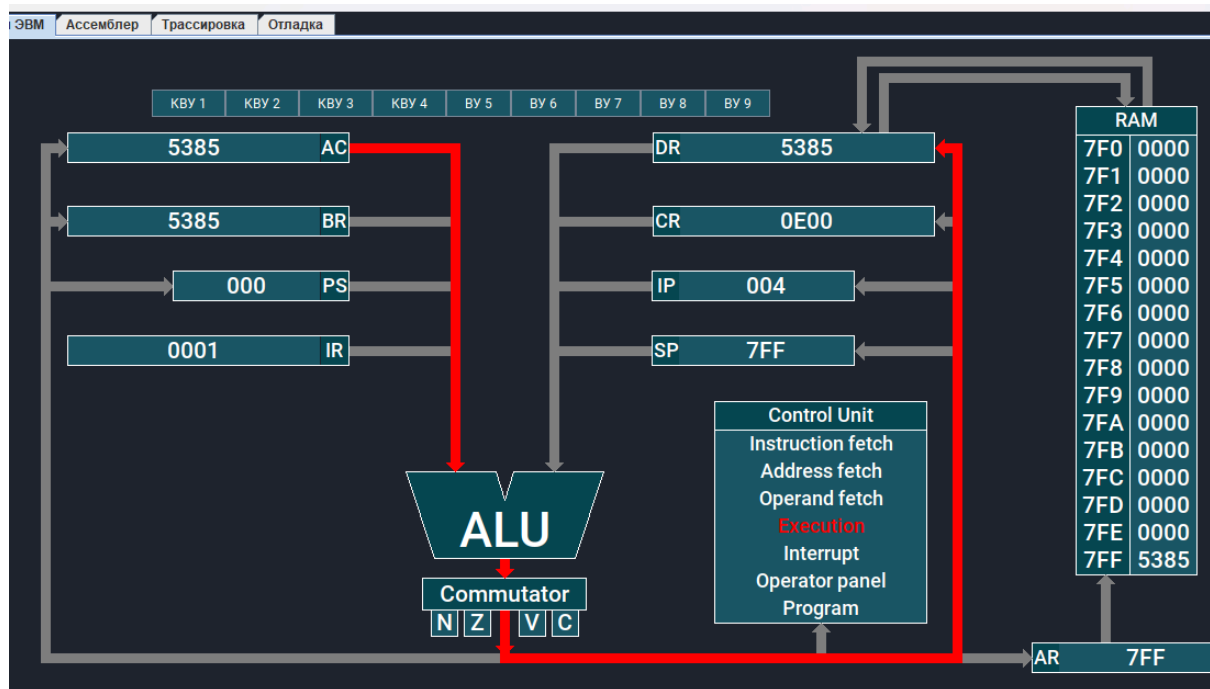 ЭВМ Ассемблер Трассировка Отладка
КВУ 1 КВУ 2 КВУ 3 КВУ 4 ВУ 5 ВУ 6 ВУ 7 ВУ 8 ВУ 9
5385 AC
5385 BR
000 PS
0001 IR
DR 5385
CR 0E00
IP 004
SP 7FF
ALU
Commutator
N Z V C
Control Unit
Instruction fetch
Address fetch
Operand fetch
Execution
Interrupt
Operator panel
Program
RAM
7F0 0000
7F1 0000
7F2 0000
7F3 0000
7F4 0000
7F5 0000
7F6 0000
7F7 0000
7F8 0000
7F9 0000
7FA 0000
7FB 0000
7FC 0000
7FD 0000
7FE 0000
7FF 5385
AR 7FF